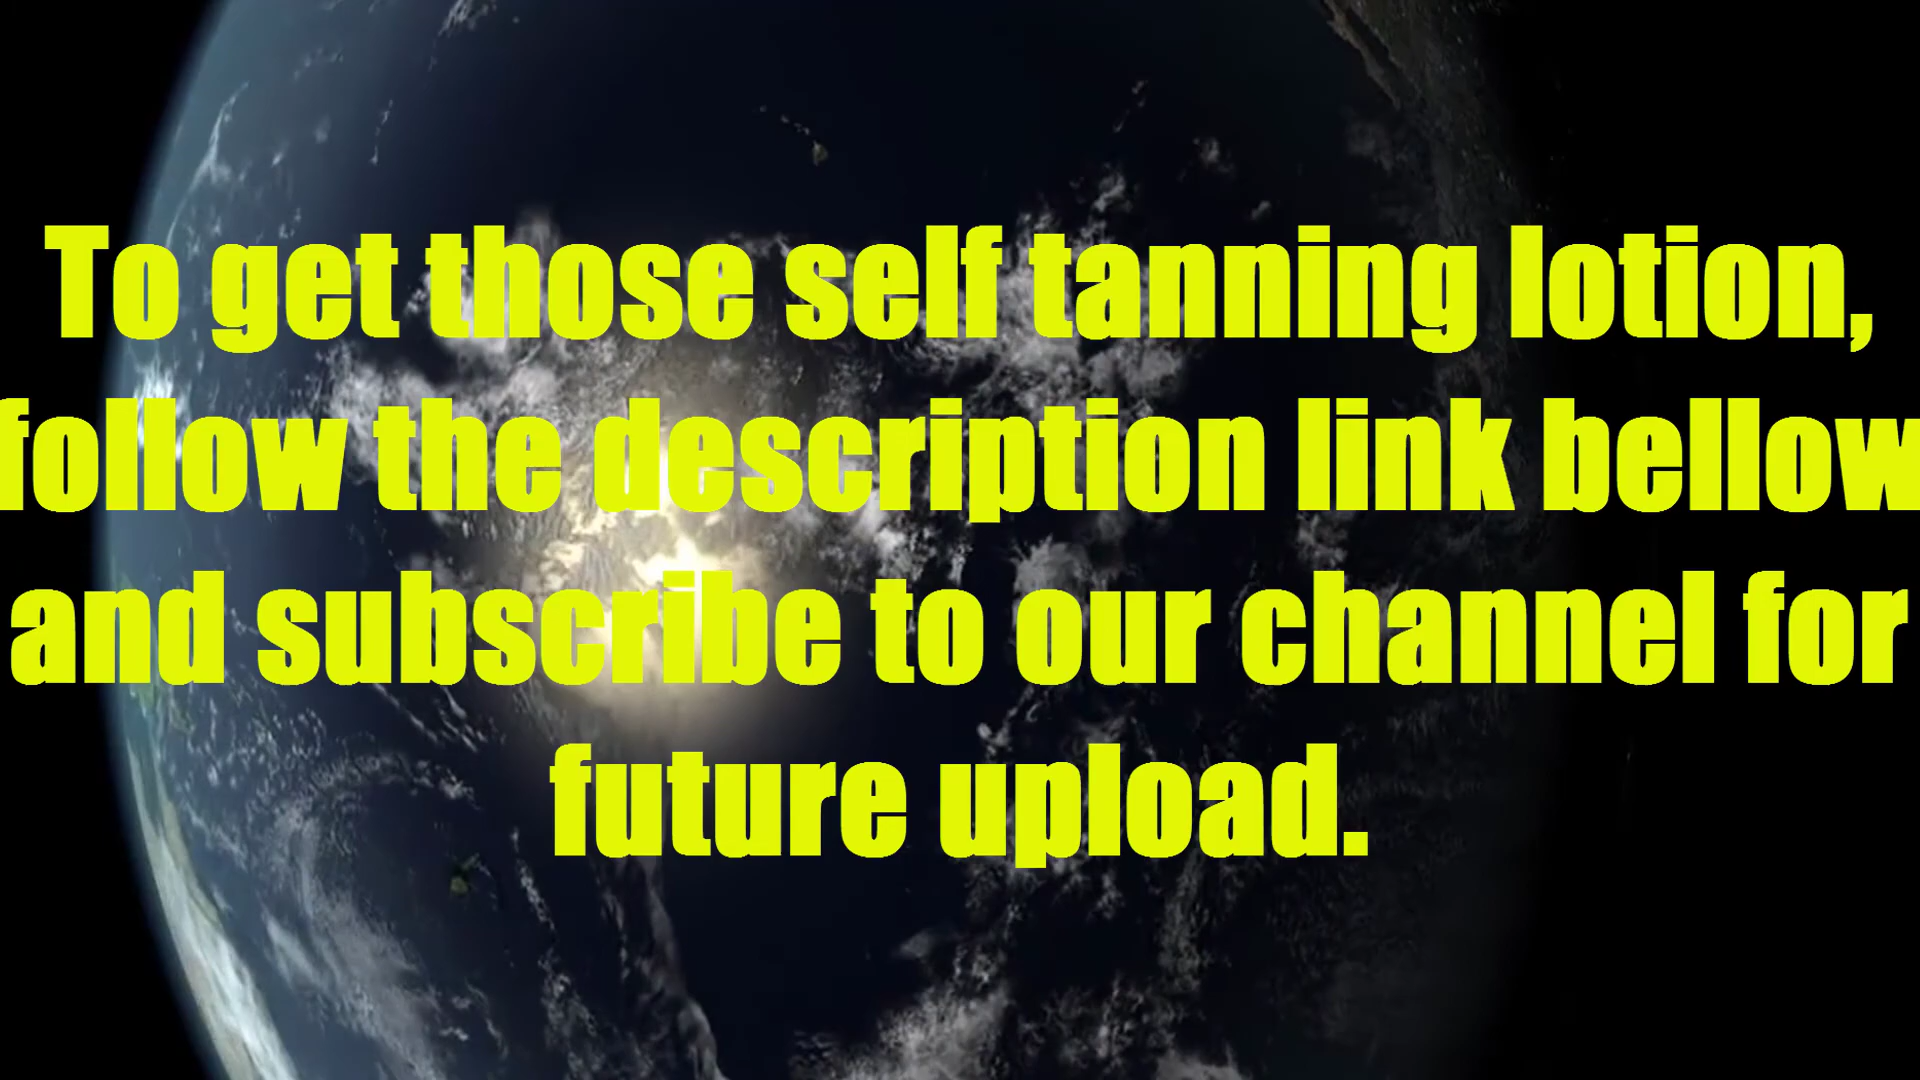 To get those self tanning lotion,
follow the description link bellow
and subscribe to our channel for
future upload.